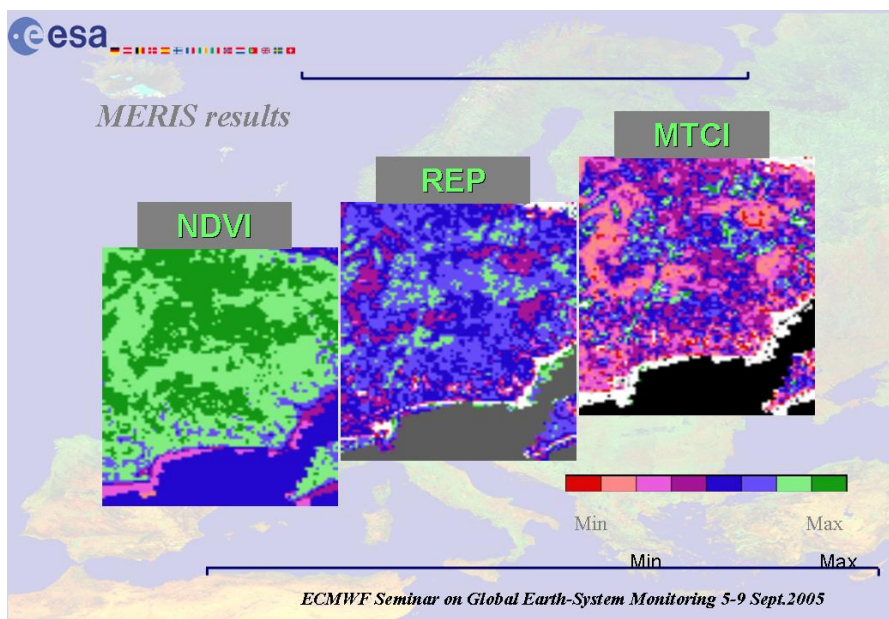 esa
MERIS results
MTCI
REP
NDVI
Min Max
Min Max
ECMWF Seminar on Global Earth-System Monitoring 5-9 Sept.2005